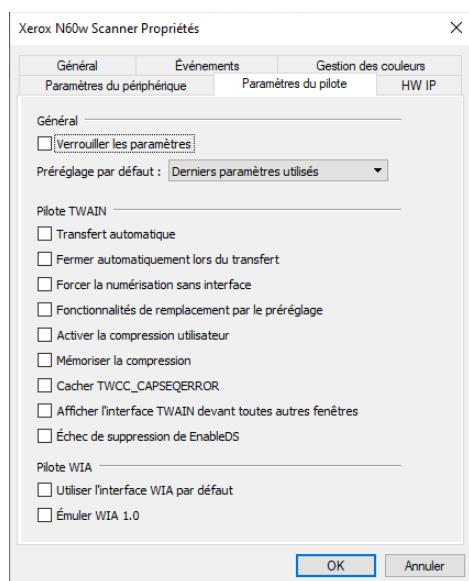 Xerox N60w Scanner Propriétés
Général Événements Gestion des couleurs
Paramètres du périphérique Paramètres du pilote HW IP
Général
Verrouiller les paramètres
Préréglage par défaut : Derniers paramètres utilisés
Pilote TWAIN
Transfert automatique
Fermer automatiquement lors du transfert
Forcer la numérisation sans interface
Fonctionnalités de remplacement par le préréglage
Activer la compression utilisateur
Mémoriser la compression
Cacher TWCC_CAPSEQERROR
Afficher l'interface TWAIN devant toutes autres fenêtres
Échec de suppression de EnableDS
Pilote WIA
Utiliser l'interface WIA par défaut
Émuler WIA 1.0
OK Annuler